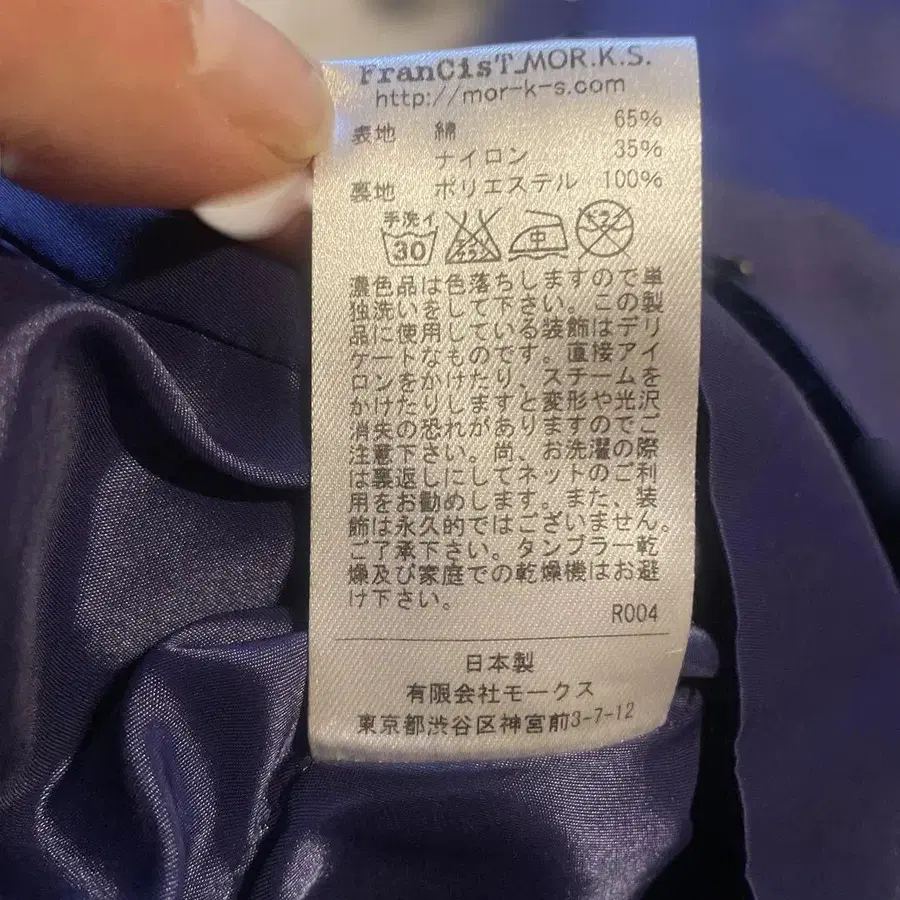 FranCisT_MOR.K.S.
http://mor-k-s.com
表地 綿 65%
ナイロン 35%
裏地 ポリエステル 100%
手洗イ
30 エンソサラシ 中 ドライ
濃色品は色落ちしますので単
独洗いをして下さい。この製
品に使用している装飾はデリ
ケートなものです。直接アイ
ロンをかけたり、スチームを
かけたりしますと変形や光沢
消失の恐れがありますのでご
注意下さい。尚、お洗濯の際
は裏返しにしてネットのご利
用をお勧めします。また、装
飾は永久的ではございません。
ご了承下さい。タンブラー乾
燥及び家庭での乾燥機はお避
け下さい。
R004
日本製
有限会社モークス
東京都渋谷区神宮前3-7-12